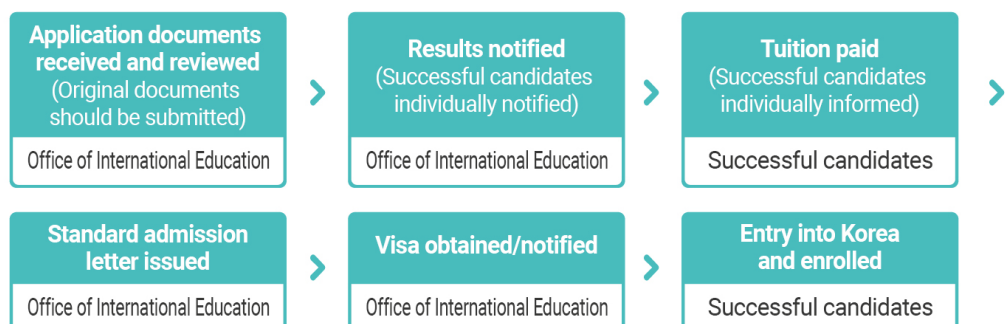 Application documents
received and reviewed
(Original documents
should be submitted)
Office of International Education
Results notified
(Successful candidates
individually notified)
Office of International Education
Tuition paid
(Successful candidates
individually informed)
Successful candidates
Standard admission
letter issued
Office of International Education
Visa obtained/notified
Office of International Education
Entry into Korea
and enrolled
Successful candidates